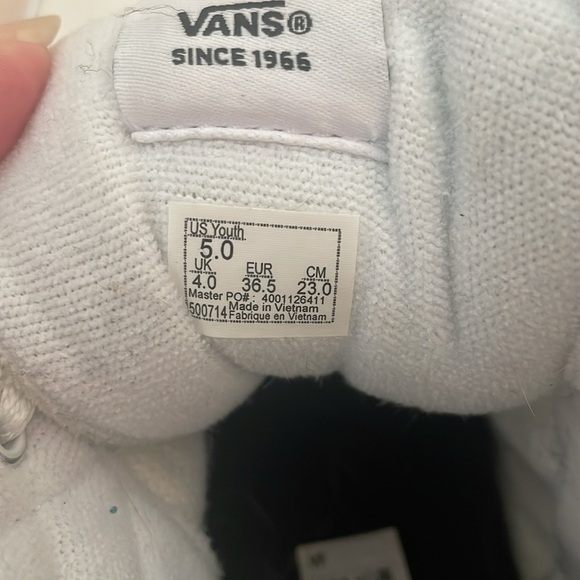 VANS®
SINCE 1966
US Youth
5.0
UK EUR CM
4.0 36.5 23.0
Master PO# : 4001126411
500714 Made in Vietnam
Fabrique en Vietnam